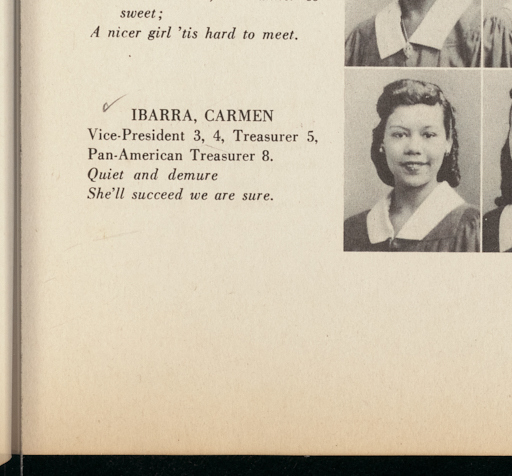 sweet;
A nicer girl 'tis hard to meet.
IBARRA, CARMEN
Vice-President 3, 4, Treasurer 5,
Pan-American Treasurer 8.
Quiet and demure
She'll succeed we are sure.